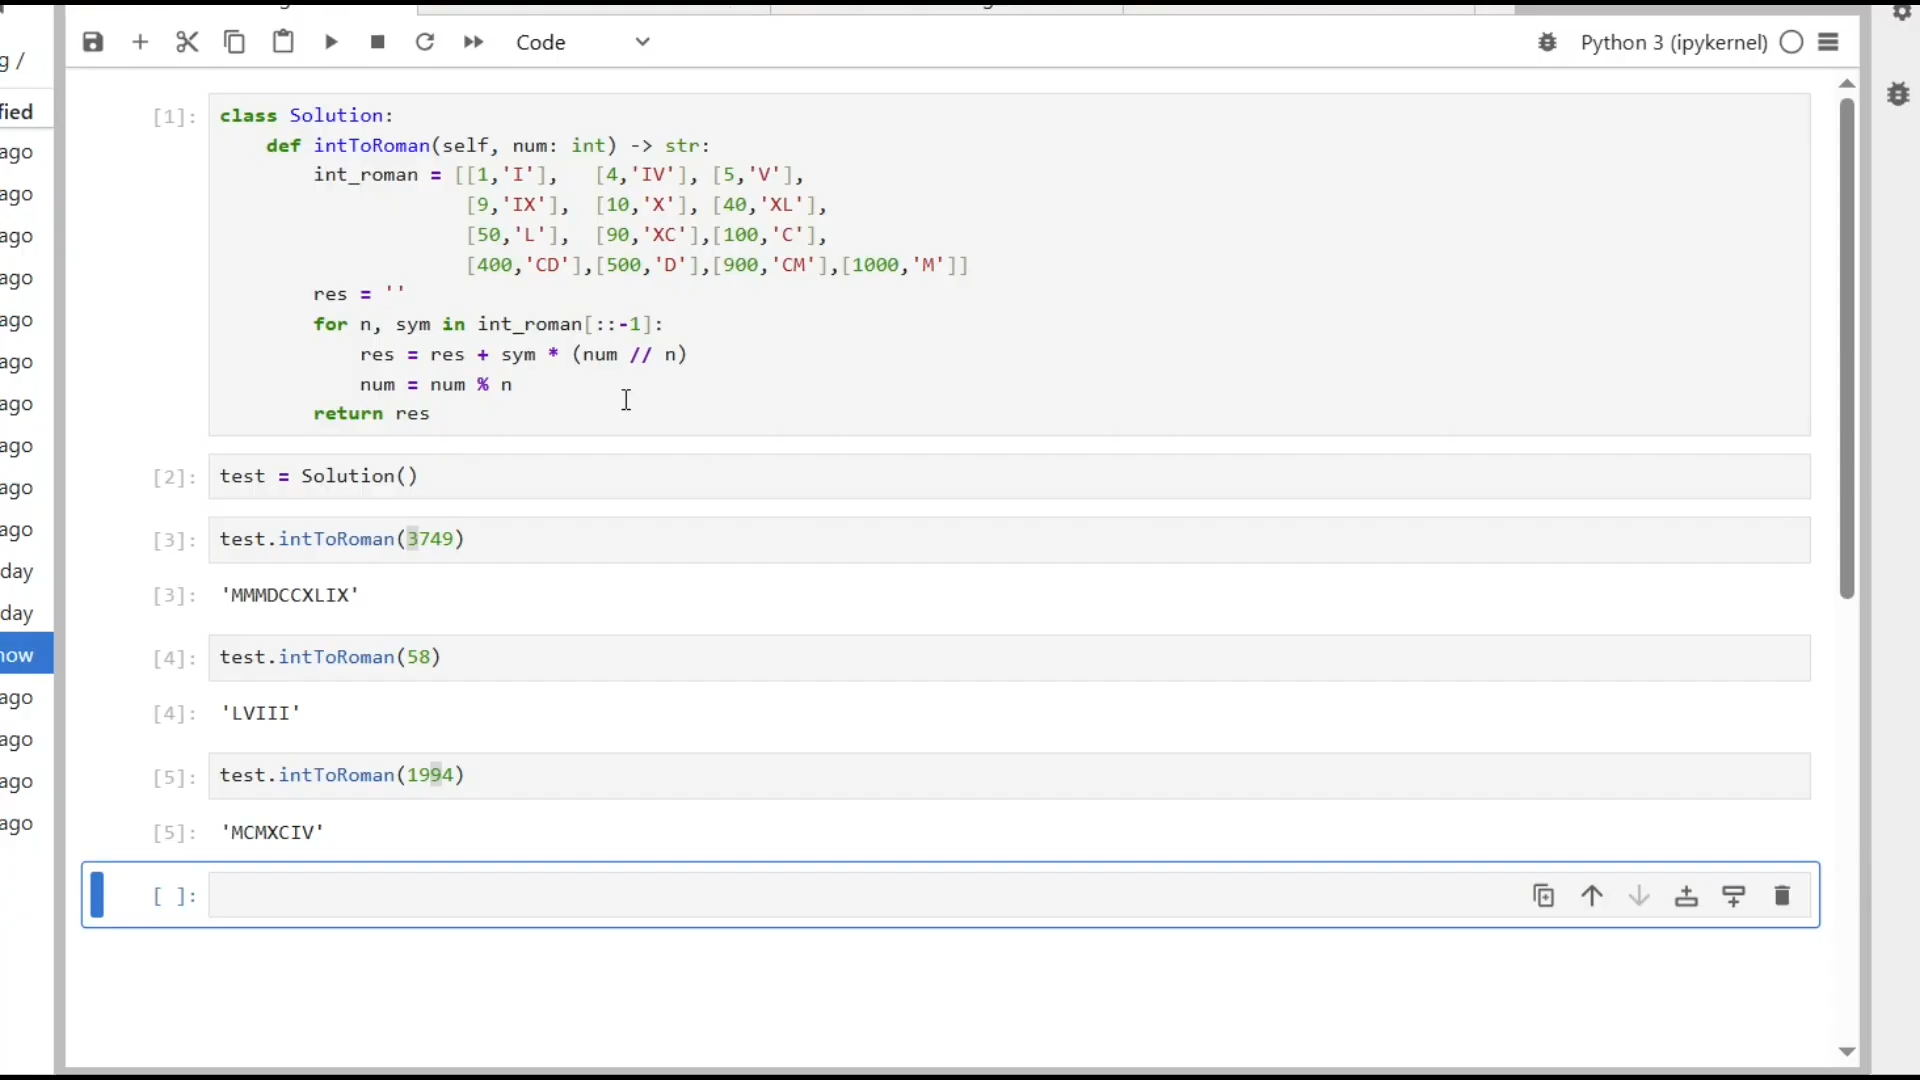 g /
Code
Python 3 (ipykernel)
fied
ago
ago
ago
ago
ago
ago
ago
ago
ago
ago
day
day
now
ago
ago
ago
ago
[1]: class Solution:
    def intToRoman(self, num: int) -> str:
        int_roman = [[1,'I'],   [4,'IV'], [5,'V'],
                     [9,'IX'],  [10,'X'], [40,'XL'],
                     [50,'L'],  [90,'XC'],[100,'C'],
                     [400,'CD'],[500,'D'],[900,'CM'],[1000,'M']]
        res = ''
        for n, sym in int_roman[::-1]:
            res = res + sym * (num // n)
            num = num % n
        return res
[2]: test = Solution()
[3]: test.intToRoman(3749)
[3]: 'MMMDCCXLIX'
[4]: test.intToRoman(58)
[4]: 'LVIII'
[5]: test.intToRoman(1994)
[5]: 'MCMXCIV'
[ ]: